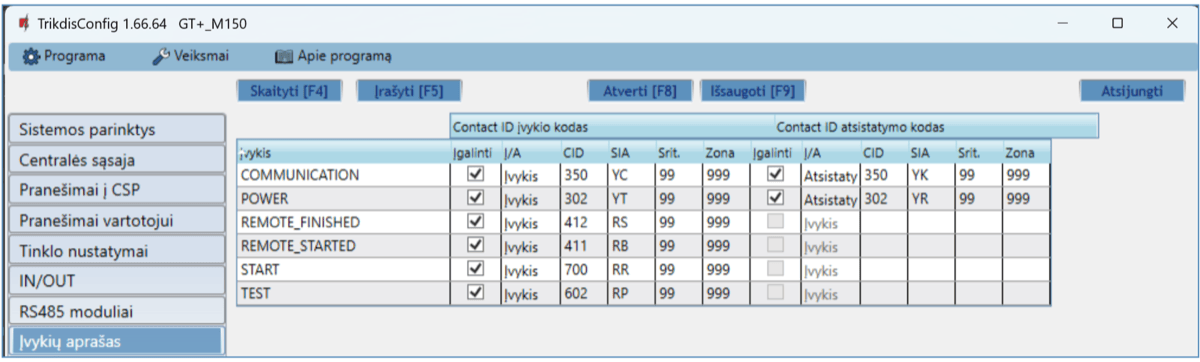 TrikdisConfig 1.66.64 GT+_M150
Programa Veiksmai Apie programą
Skaityti [F4] Įrašyti [F5] Atverti [F8] Išsaugoti [F9] Atsijungti
Sistemos parinktys
Centralės sąsaja
Pranešimai į CSP
Pranešimai vartotojui
Tinklo nustatymai
IN/OUT
RS485 moduliai
Įvykių aprašas
Contact ID įvykio kodas Contact ID atsistatymo kodas
Įvykis Įgalinti Į/A CID SIA Srit. Zona Įgalinti Į/A CID SIA Srit. Zona
COMMUNICATION Įvykis 350 YC 99 999 Atsistaty 350 YK 99 999
POWER Įvykis 302 YT 99 999 Atsistaty 302 YR 99 999
REMOTE_FINISHED Įvykis 412 RS 99 999 Įvykis
REMOTE_STARTED Įvykis 411 RB 99 999 Įvykis
START Įvykis 700 RR 99 999 Įvykis
TEST Įvykis 602 RP 99 999 Įvykis